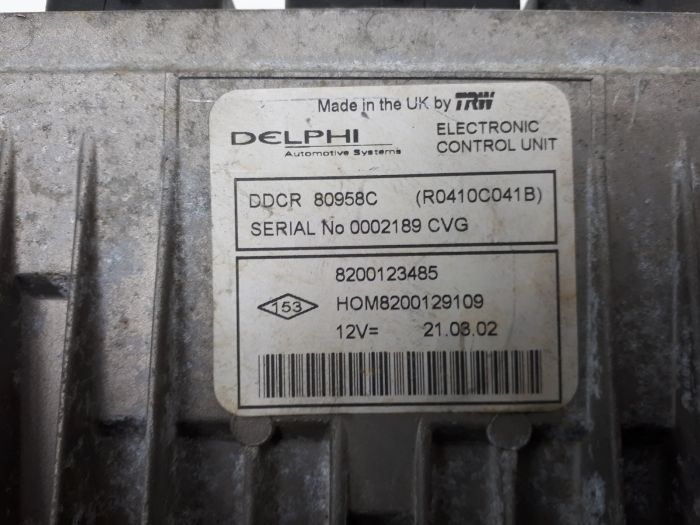 Made in the UK by TRW
DELPHI
Automotive Systems
ELECTRONIC
CONTROL UNIT
DDCR 80958C (R0410C041B)
SERIAL No 0002189 CVG
8200123485
153 HOM8200129109
12V= 21.03.02